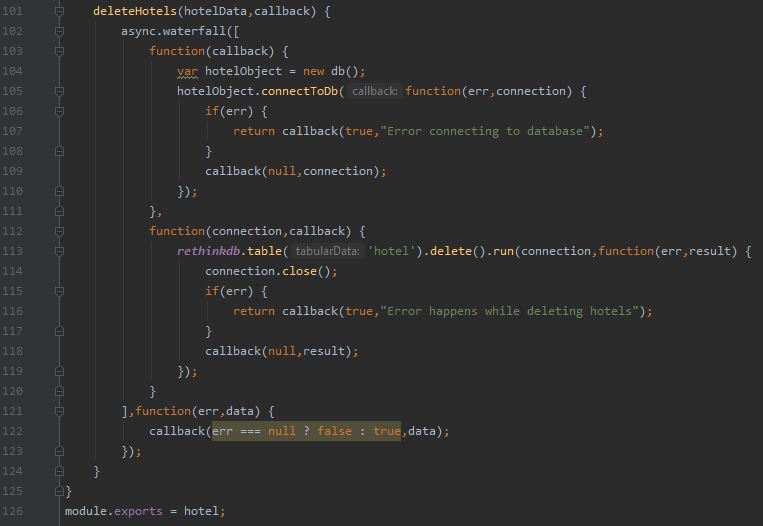 101 deleteHotels(hotelData,callback) {
102 async.waterfall([
103 function(callback) {
104 var hotelObject = new db();
105 hotelObject.connectToDb( callback: function(err,connection) {
106 if(err) {
107 return callback(true,"Error connecting to database");
108 }
109 callback(null,connection);
110 });
111 },
112 function(connection,callback) {
113 rethinkdb.table( tabularData: 'hotel').delete().run(connection,function(err,result) {
114 connection.close();
115 if(err) {
116 return callback(true,"Error happens while deleting hotels");
117 }
118 callback(null,result);
119 });
120 }
121 ],function(err,data) {
122 callback(err === null ? false : true,data);
123 });
124 }
125 }
126 module.exports = hotel;